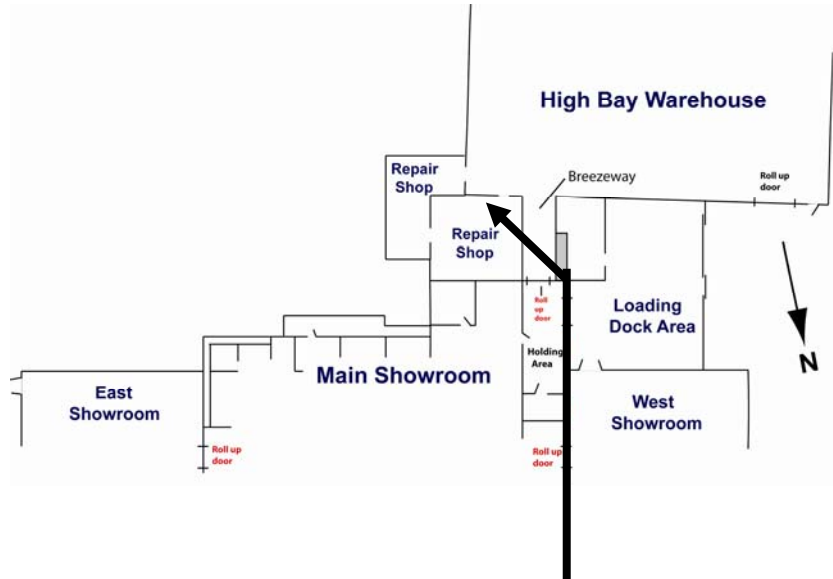 High Bay Warehouse
Repair
Shop
Breezeway
Roll up
door
Repair
Shop
Roll
up
door
Loading
Dock Area
N
Holding
Area
Main Showroom
East
Showroom
West
Showroom
Roll up
door
Roll up
door